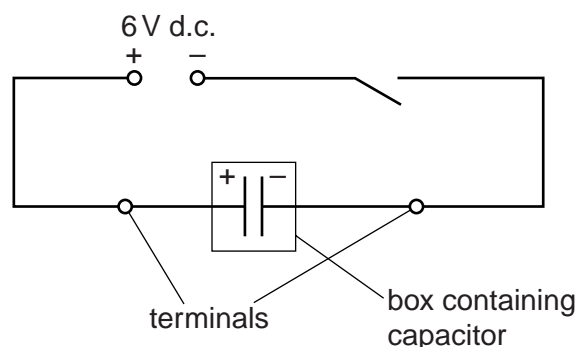 6 V d.c.
+ –
+ –
terminals
box containing
capacitor